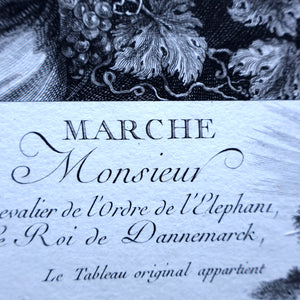 MARCHE
Monsieur
evalier de l'Ordre de l'Elephant,
e Roi de Dannemarck,
Le Tableau original appartient